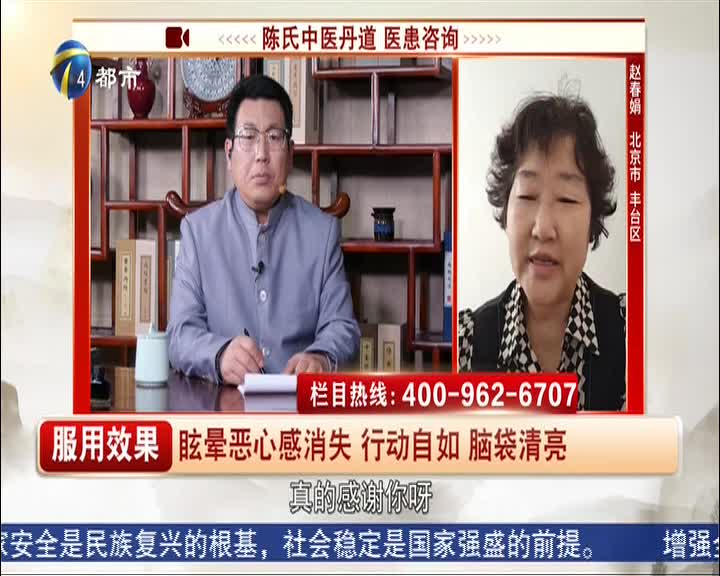 <<<<< 陈氏中医丹道 医患咨询 >>>>>
4 都市
赵春娟 北京市 丰台区
栏目热线：400-962-6707
服用效果 眩晕恶心感消失 行动自如 脑袋清亮
真的感谢你呀
家安全是民族复兴的根基，社会稳定是国家强盛的前提。 增强全